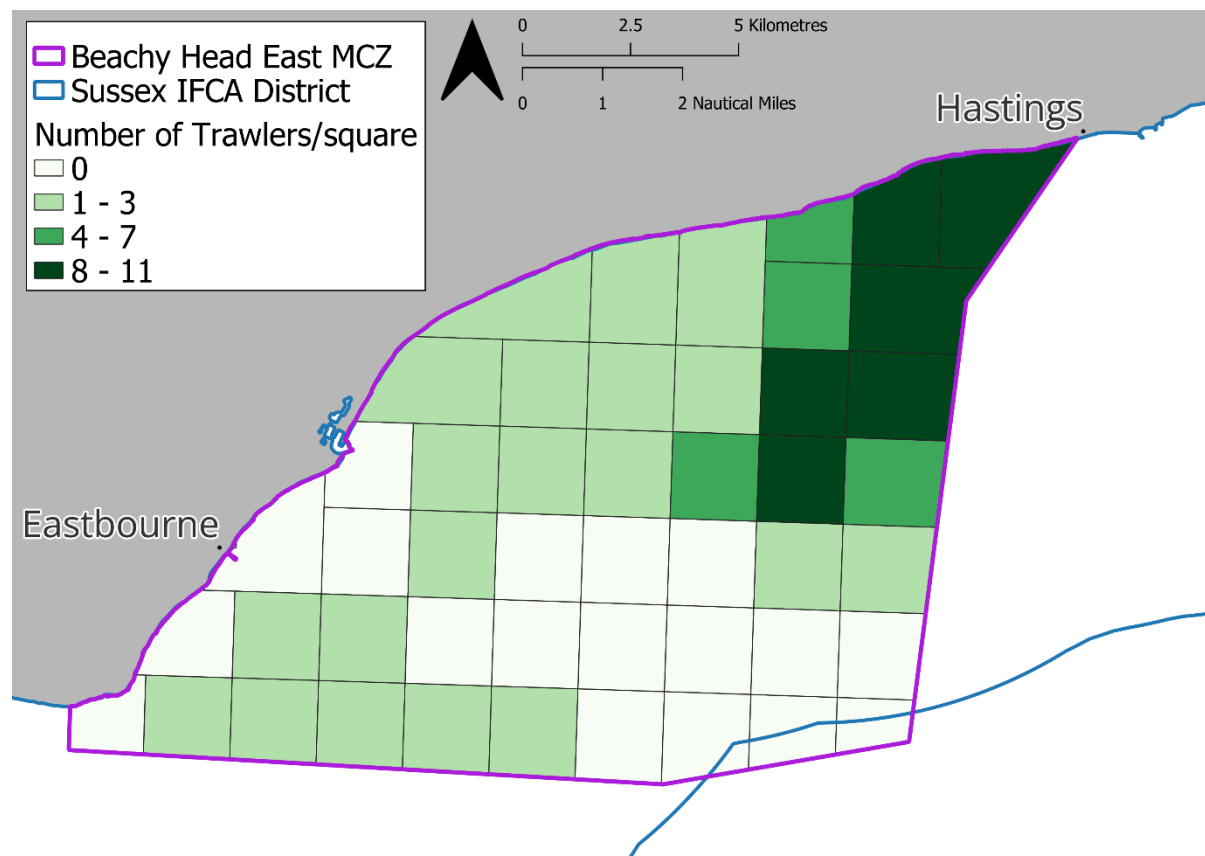 Beachy Head East MCZ
Sussex IFCA District
Number of Trawlers/square
0
1 - 3
4 - 7
8 - 11
0 2.5 5 Kilometres
0 1 2 Nautical Miles
Hastings
Eastbourne